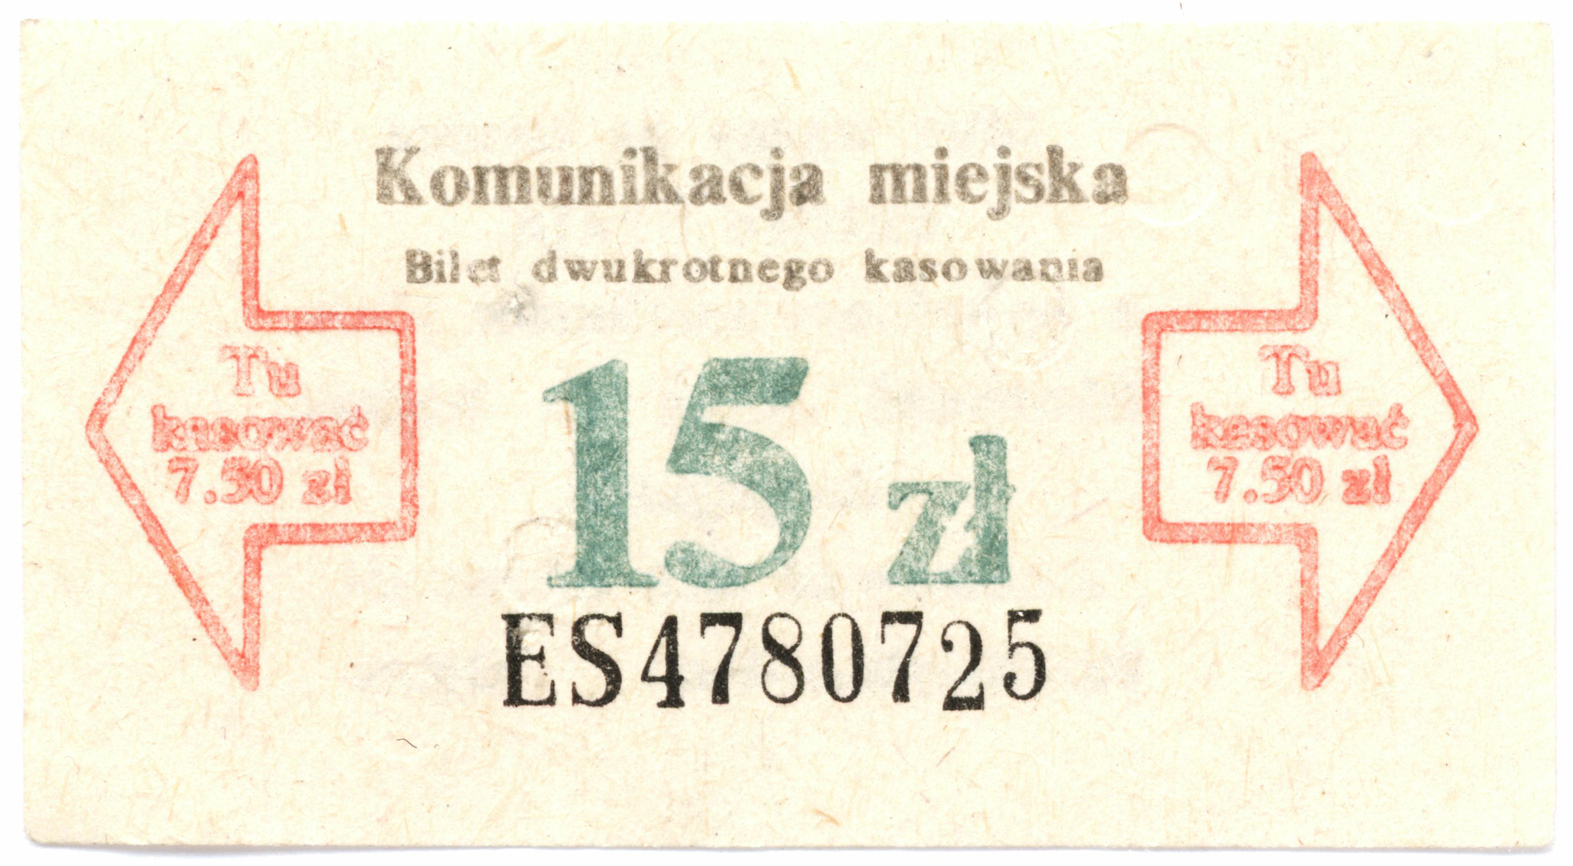 Komunikacja miejska
Bilet dwukrotnego kasowania
Tu
kasować
7.50 zł
15 zł
Tu
kasować
7.50 zł
ES4780725